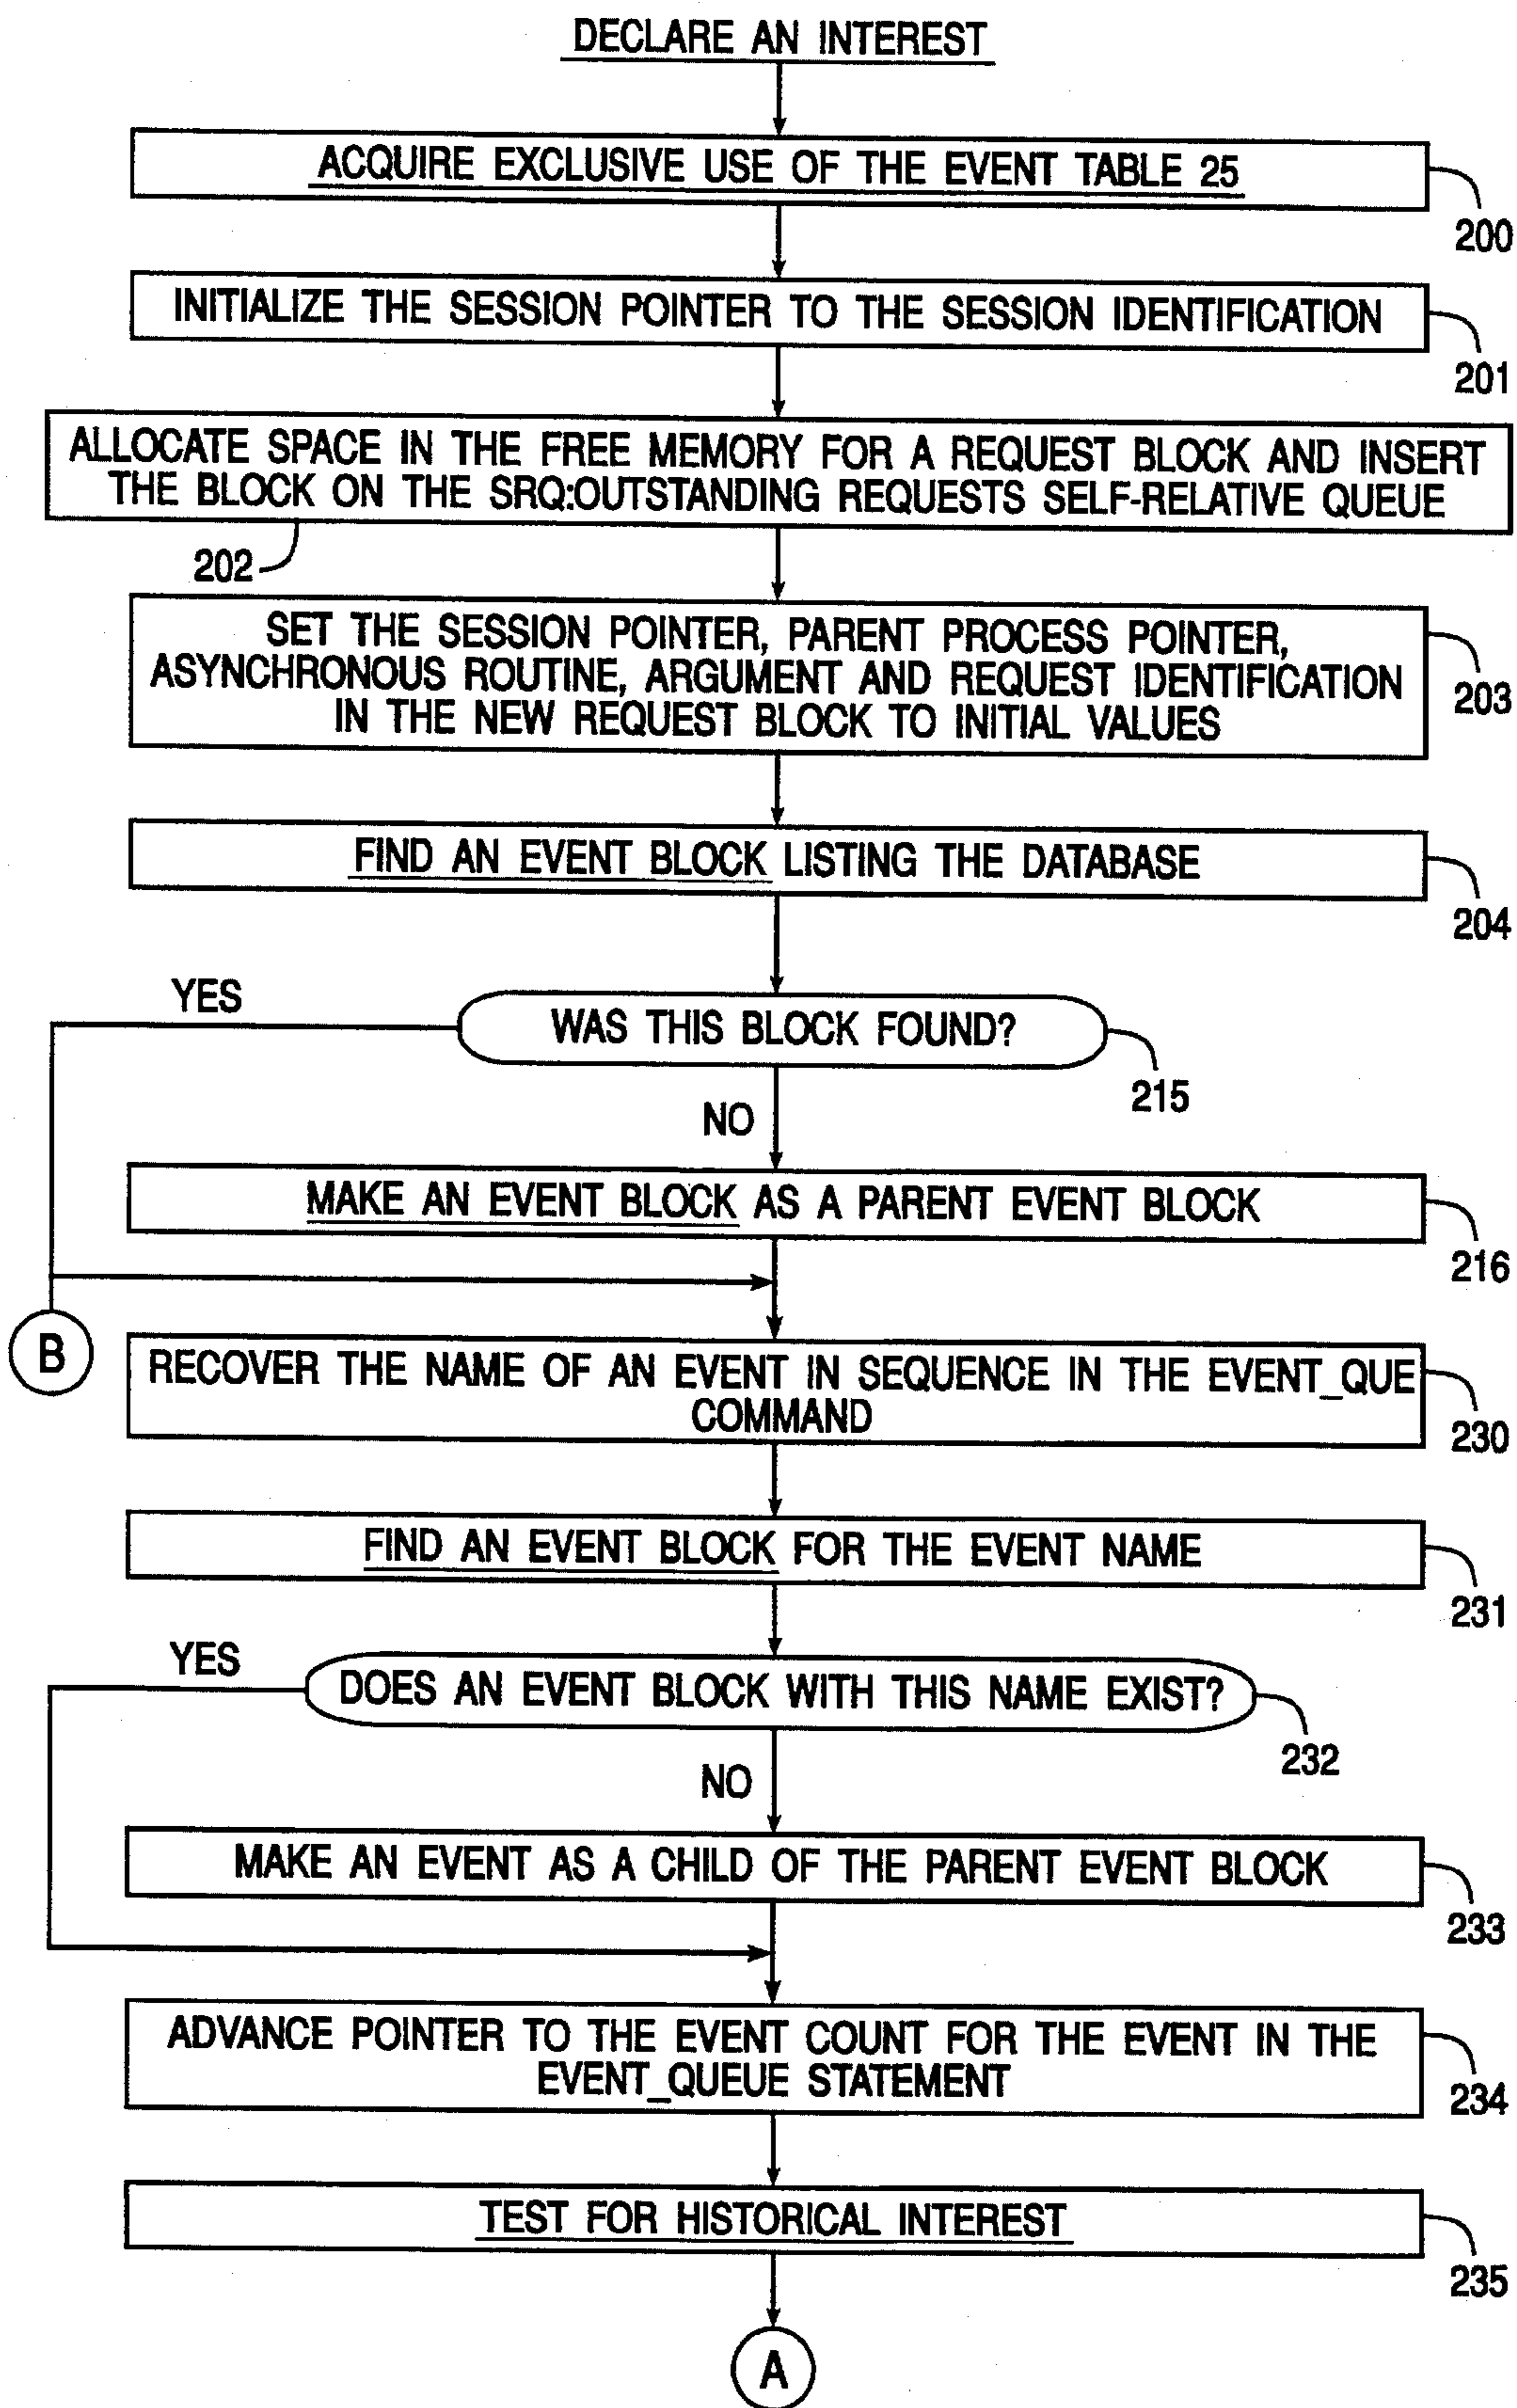 DECLARE AN INTEREST
ACQUIRE EXCLUSIVE USE OF THE EVENT TABLE 25
200
INITIALIZE THE SESSION POINTER TO THE SESSION IDENTIFICATION
201
ALLOCATE SPACE IN THE FREE MEMORY FOR A REQUEST BLOCK AND INSERT
THE BLOCK ON THE SRQ:OUTSTANDING REQUESTS SELF-RELATIVE QUEUE
202
SET THE SESSION POINTER, PARENT PROCESS POINTER,
ASYNCHRONOUS ROUTINE, ARGUMENT AND REQUEST IDENTIFICATION
IN THE NEW REQUEST BLOCK TO INITIAL VALUES
203
FIND AN EVENT BLOCK LISTING THE DATABASE
204
YES
WAS THIS BLOCK FOUND?
215
NO
MAKE AN EVENT BLOCK AS A PARENT EVENT BLOCK
216
B
RECOVER THE NAME OF AN EVENT IN SEQUENCE IN THE EVENT_QUE
COMMAND
230
FIND AN EVENT BLOCK FOR THE EVENT NAME
231
YES
DOES AN EVENT BLOCK WITH THIS NAME EXIST?
232
NO
MAKE AN EVENT AS A CHILD OF THE PARENT EVENT BLOCK
233
ADVANCE POINTER TO THE EVENT COUNT FOR THE EVENT IN THE
EVENT_QUEUE STATEMENT
234
TEST FOR HISTORICAL INTEREST
235
A